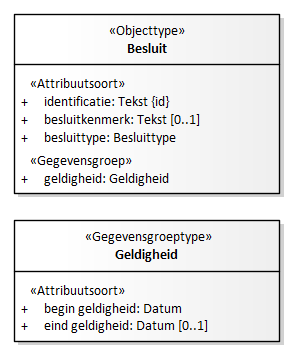 «Objecttype»
Besluit
«Attribuutsoort»
+ identificatie: Tekst {id}
+ besluitkenmerk: Tekst [0..1]
+ besluittype: Besluittype
«Gegevensgroep»
+ geldigheid: Geldigheid
«Gegevensgroeptype»
Geldigheid
«Attribuutsoort»
+ begin geldigheid: Datum
+ eind geldigheid: Datum [0..1]